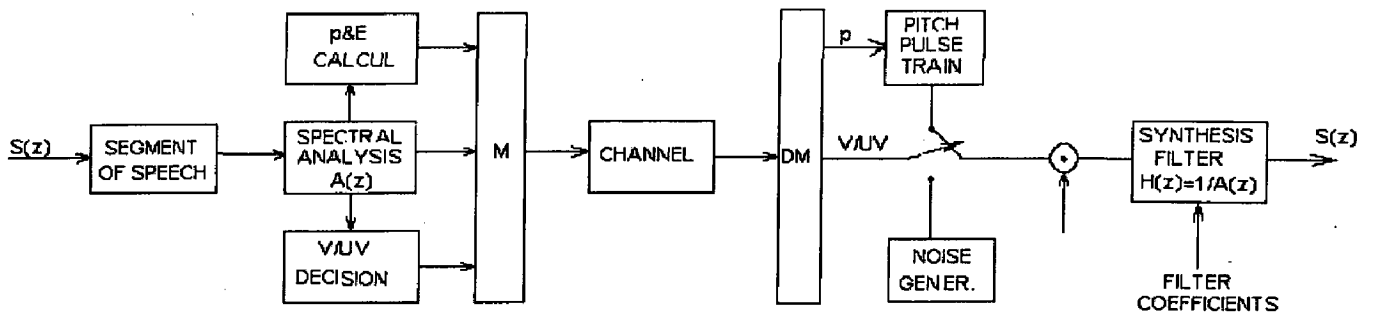 S(z)
SEGMENT
OF SPEECH
p&E
CALCUL
SPECTRAL
ANALYSIS
A(z)
V/UV
DECISION
M
CHANNEL
DM
p
PITCH
PULSE
TRAIN
V/UV
NOISE
GENER.
SYNTHESIS
FILTER
H(z)=1/A(z)
S(z)
FILTER
COEFFICIENTS